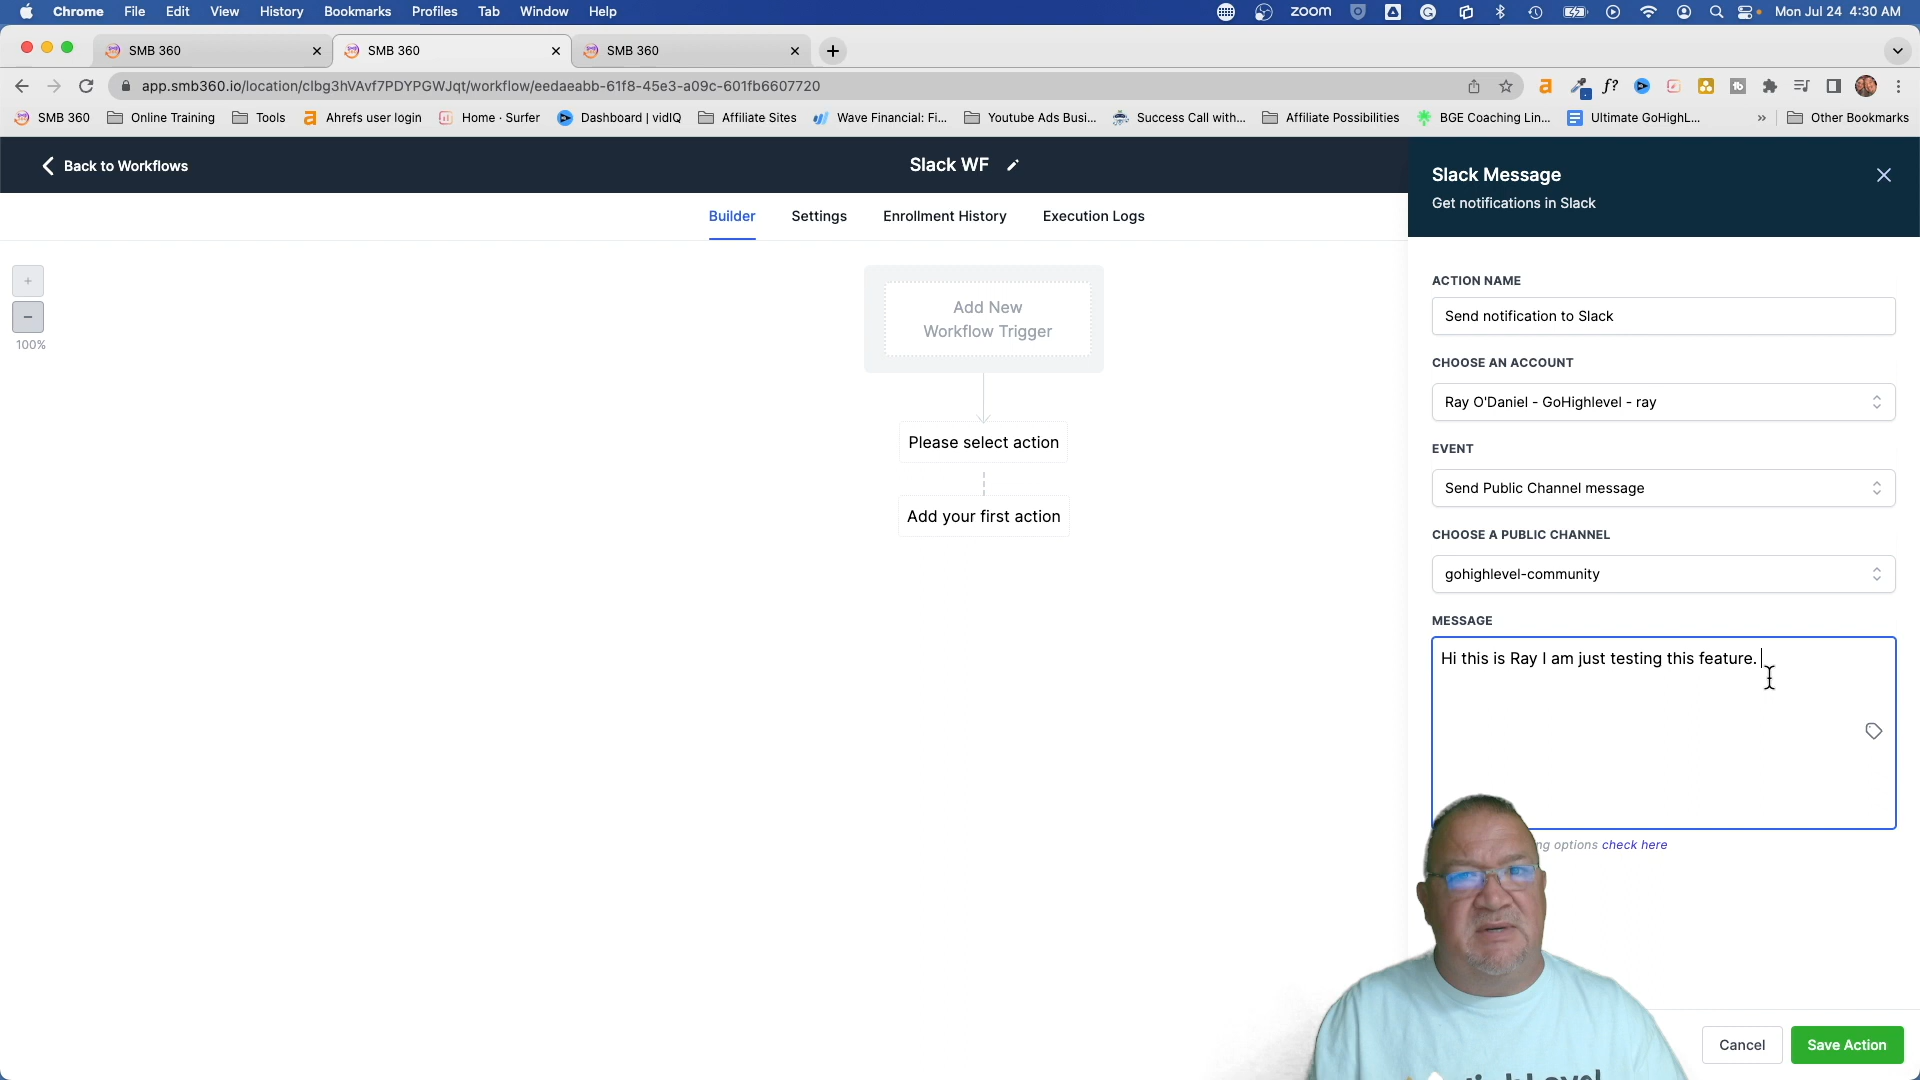 Chrome File Edit View History Bookmarks Profiles Tab Window Help zoom Mon Jul 24 4:30 AM
SMB 360 SMB 360 SMB 360
app.smb360.io/location/clbg3hVAvf7PDYPGWJqt/workflow/eedaeabb-61f8-45e3-a09c-601fb6607720
SMB 360 Online Training Tools Ahrefs user login Home · Surfer Dashboard | vidIQ Affiliate Sites Wave Financial: Fi... Youtube Ads Busi... Success Call with... Affiliate Possibilities BGE Coaching Lin... Ultimate GoHighL... » Other Bookmarks
Back to Workflows
Slack WF
Builder Settings Enrollment History Execution Logs
100%
Add New
Workflow Trigger
Please select action
Add your first action
Slack Message
Get notifications in Slack
ACTION NAME
Send notification to Slack
CHOOSE AN ACCOUNT
Ray O'Daniel - GoHighlevel - ray
EVENT
Send Public Channel message
CHOOSE A PUBLIC CHANNEL
gohighlevel-community
MESSAGE
Hi this is Ray I am just testing this feature.
options check here
Cancel Save Action